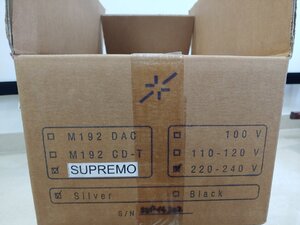 M192 DAC
100 V
M192 CD-T
110-120 V
SUPREMO
220-240 V
Silver
Black
S/N